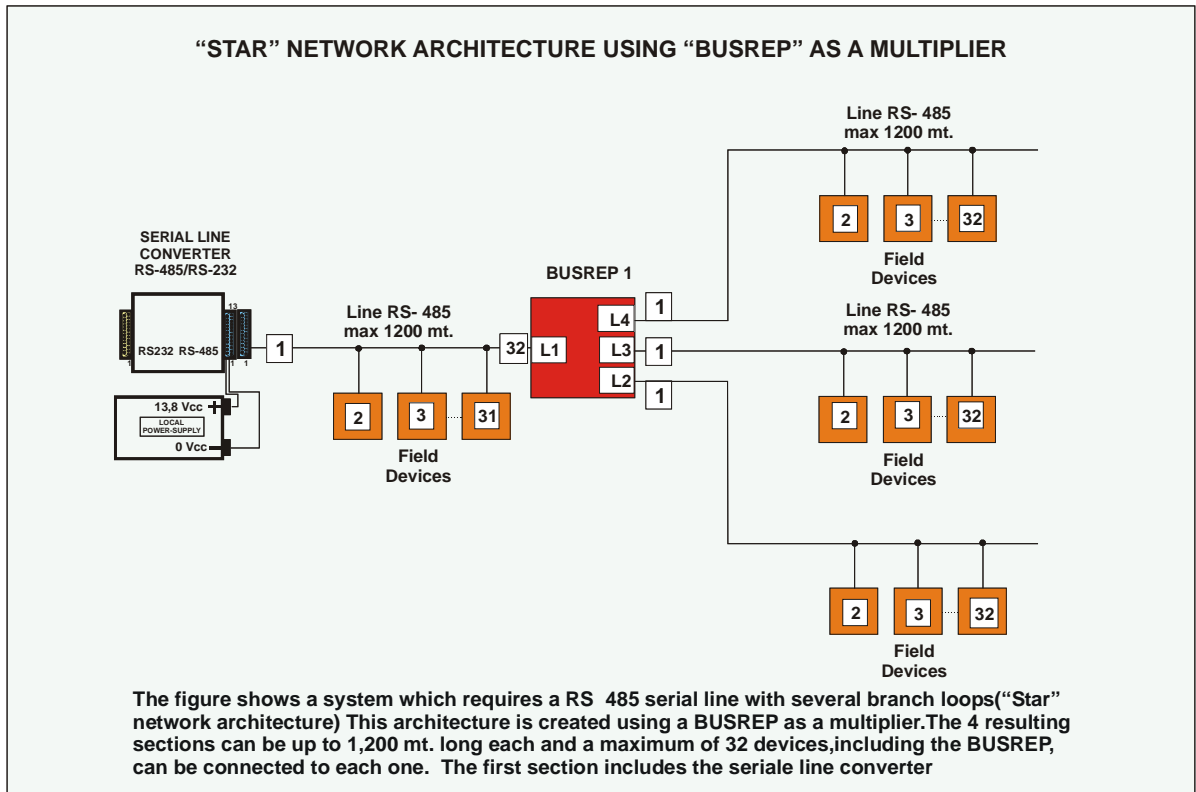 “STAR” NETWORK ARCHITECTURE USING “BUSREP” AS A MULTIPLIER
Line RS- 485
max 1200 mt.
2
3
32
Field
Devices
SERIAL LINE
CONVERTER
RS-485/RS-232
13
RS232 RS-485
1
1
1
13,8 Vcc +
LOCAL
POWER-SUPPLY
0 Vcc
1
Line RS- 485
max 1200 mt.
2
3
31
Field
Devices
32
BUSREP 1
L1
L4
L3
L2
1
1
1
Line RS- 485
max 1200 mt.
2
3
32
Field
Devices
2
3
32
Field
Devices
The figure shows a system which requires a RS 485 serial line with several branch loops(“Star”
network architecture) This architecture is created using a BUSREP as a multiplier.The 4 resulting
sections can be up to 1,200 mt. long each and a maximum of 32 devices,including the BUSREP,
can be connected to each one. The first section includes the seriale line converter